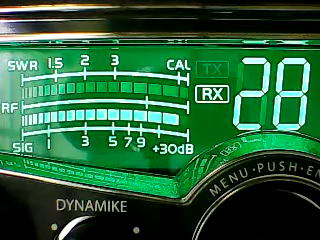 SWR 1.5 2 3 CAL TX
RX 28
RF
SIG 1 3 5 7 9 +30dB
MENU·PUSH·
DYNAMIKE